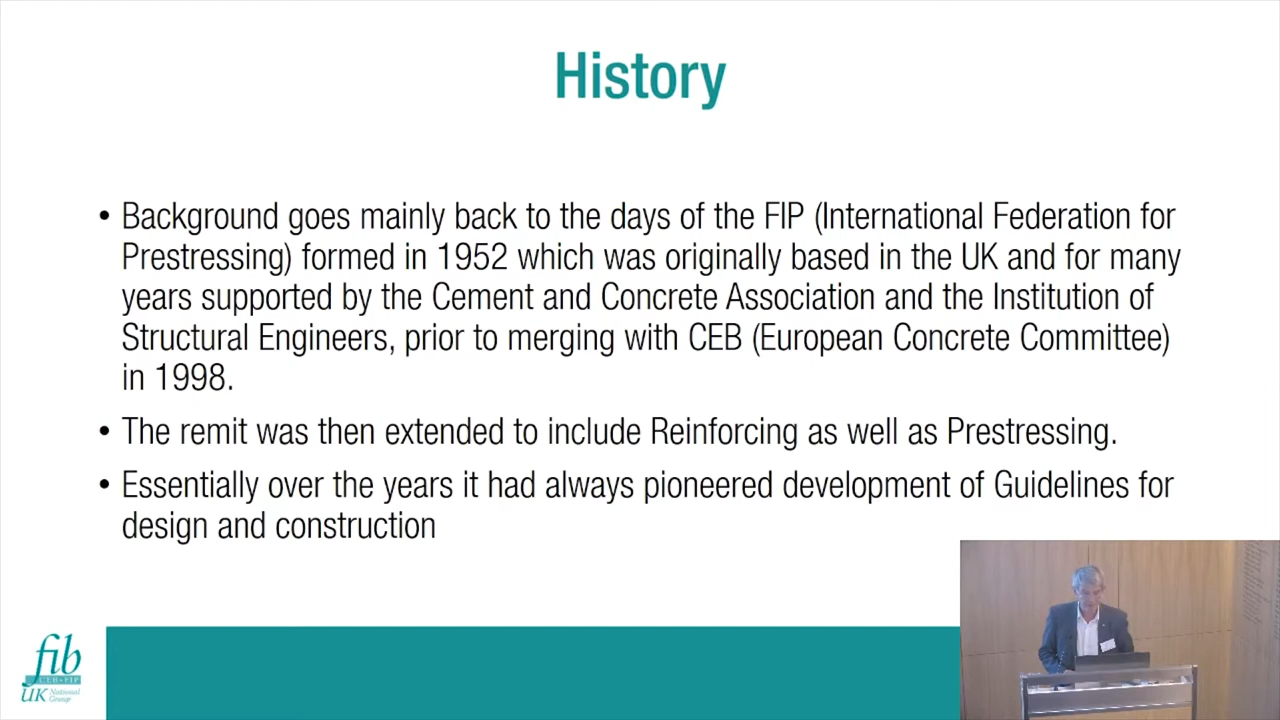 History
• Background goes mainly back to the days of the FIP (International Federation for
Prestressing) formed in 1952 which was originally based in the UK and for many
years supported by the Cement and Concrete Association and the Institution of
Structural Engineers, prior to merging with CEB (European Concrete Committee)
in 1998.
• The remit was then extended to include Reinforcing as well as Prestressing.
• Essentially over the years it had always pioneered development of Guidelines for
design and construction
fib
CEB-FIP
UK National
Group